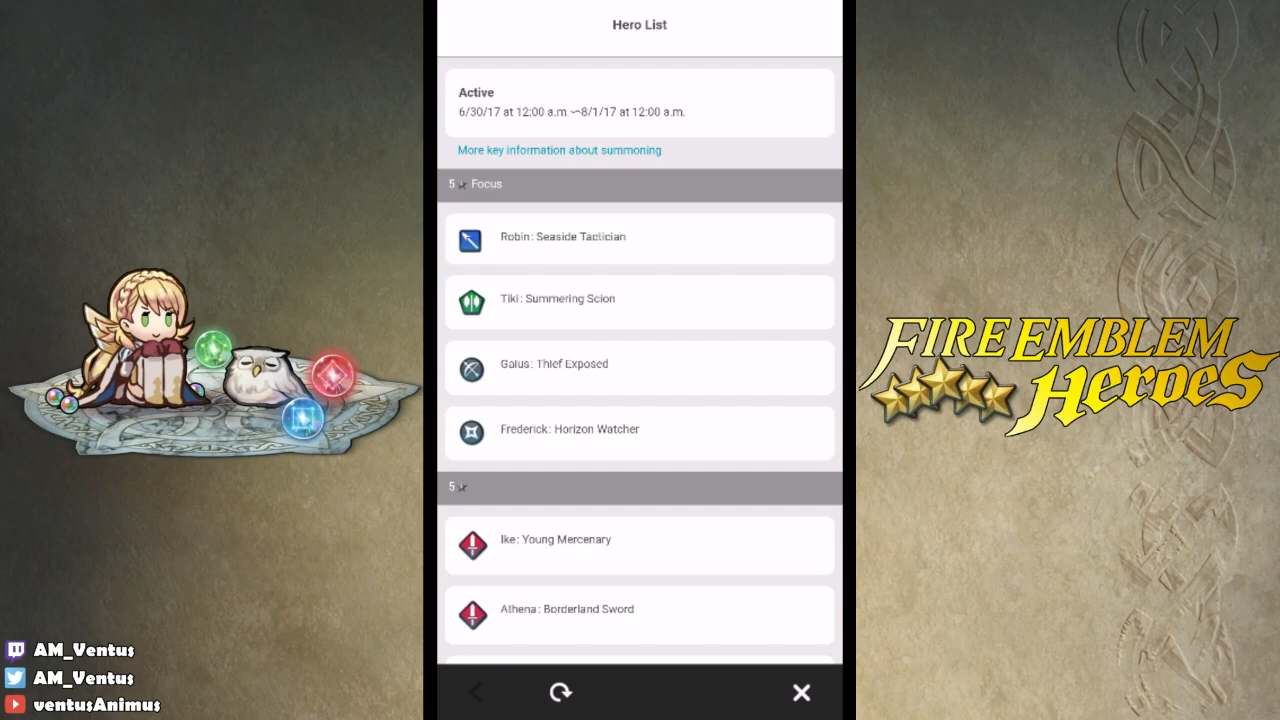 Hero List
Active
6/30/17 at 12:00 a.m.〜8/1/17 at 12:00 a.m.
More key information about summoning
5★ Focus
Robin: Seaside Tactician
Tiki: Summering Scion
Gaius: Thief Exposed
Frederick: Horizon Watcher
5★
Ike: Young Mercenary
Athena: Borderland Sword
FIRE EMBLEM
Heroes
AM_Ventus
AM_Ventus
ventusAnimus